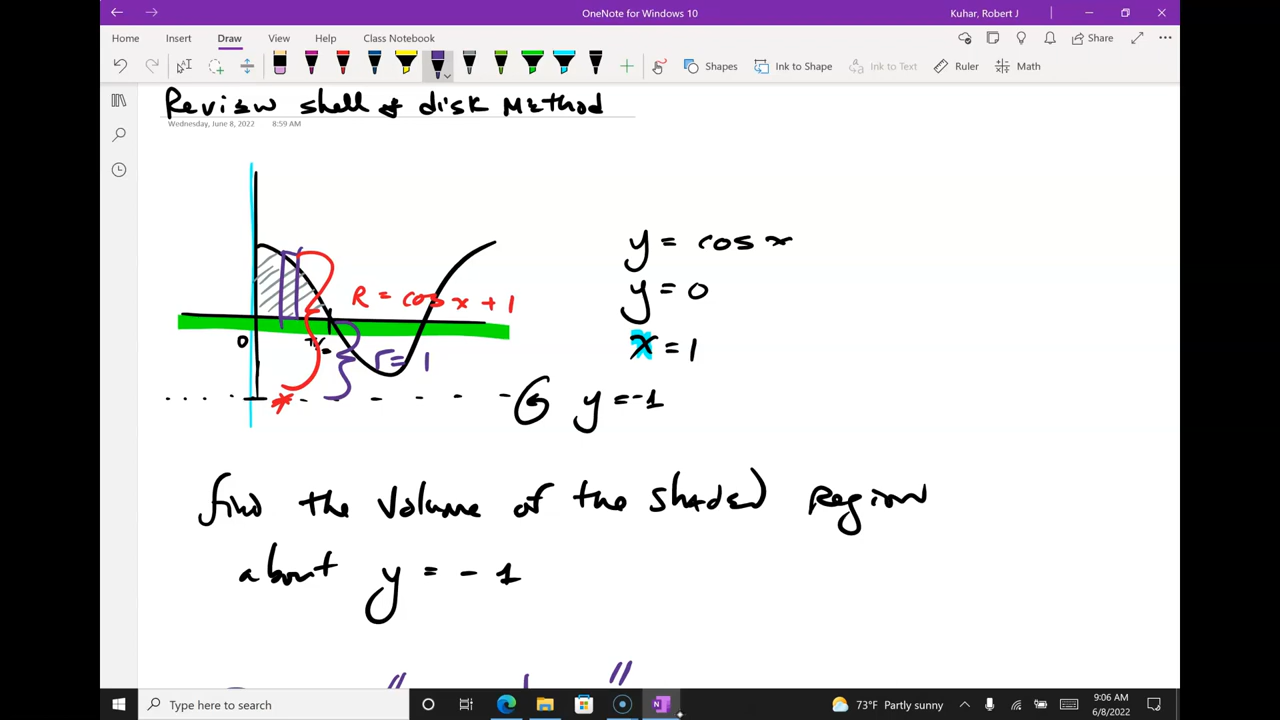 OneNote for Windows 10
Kuhar, Robert J
Home Insert Draw View Help Class Notebook
Share
Shapes Ink to Shape Ink to Text Ruler Math
Review shell & disk Method
Wednesday, June 8, 2022 8:59 AM
y = cos x
y = 0
R = cos x + 1
x = 1
0
r = 1
y = -1
find the volume of the shaded region
about y = - 1
Type here to search
73°F Partly sunny
9:06 AM
6/8/2022